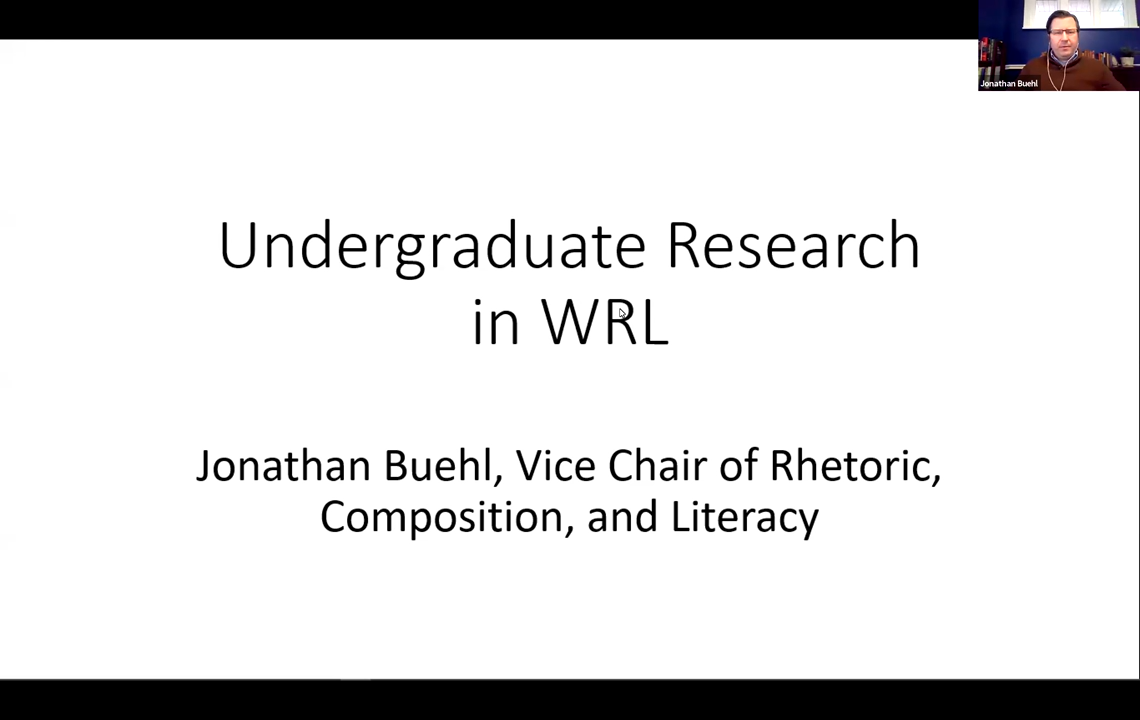 Jonathan Buehl
Undergraduate Research
in WRL
Jonathan Buehl, Vice Chair of Rhetoric,
Composition, and Literacy